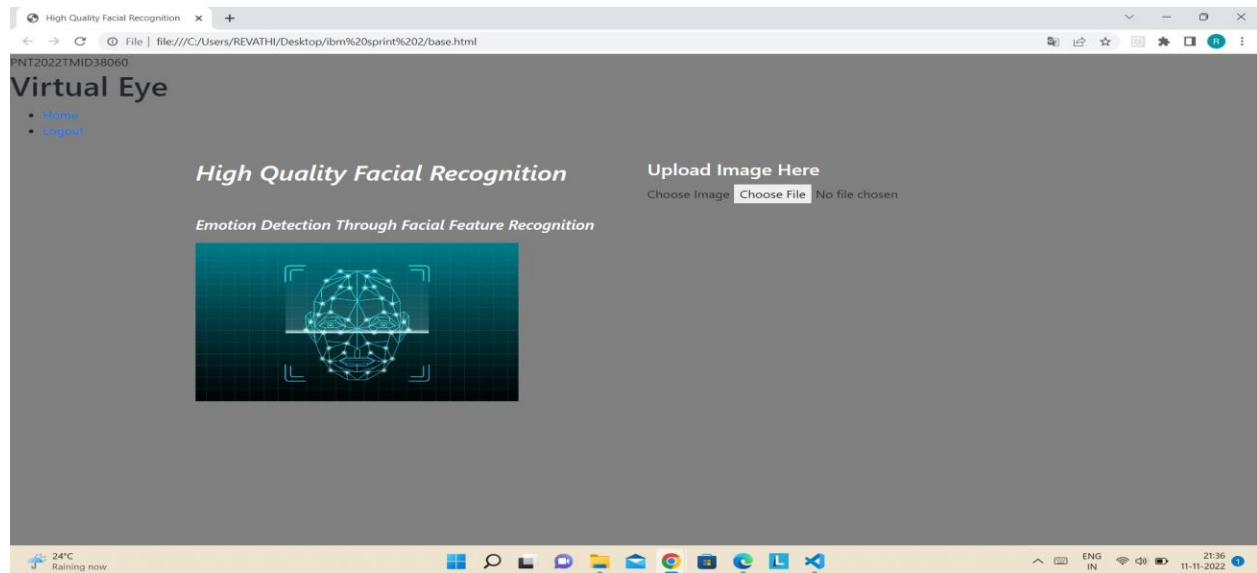 High Quality Facial Recognition
File | file:///C:/Users/REVATHI/Desktop/ibm%20sprint%202/base.html
R
PNT2022TMID38060
Virtual Eye
Home
Logout
High Quality Facial Recognition
Upload Image Here
Choose Image Choose File No file chosen
Emotion Detection Through Facial Feature Recognition
24°C
Raining now
L
ENG
IN
21:36
11-11-2022
1